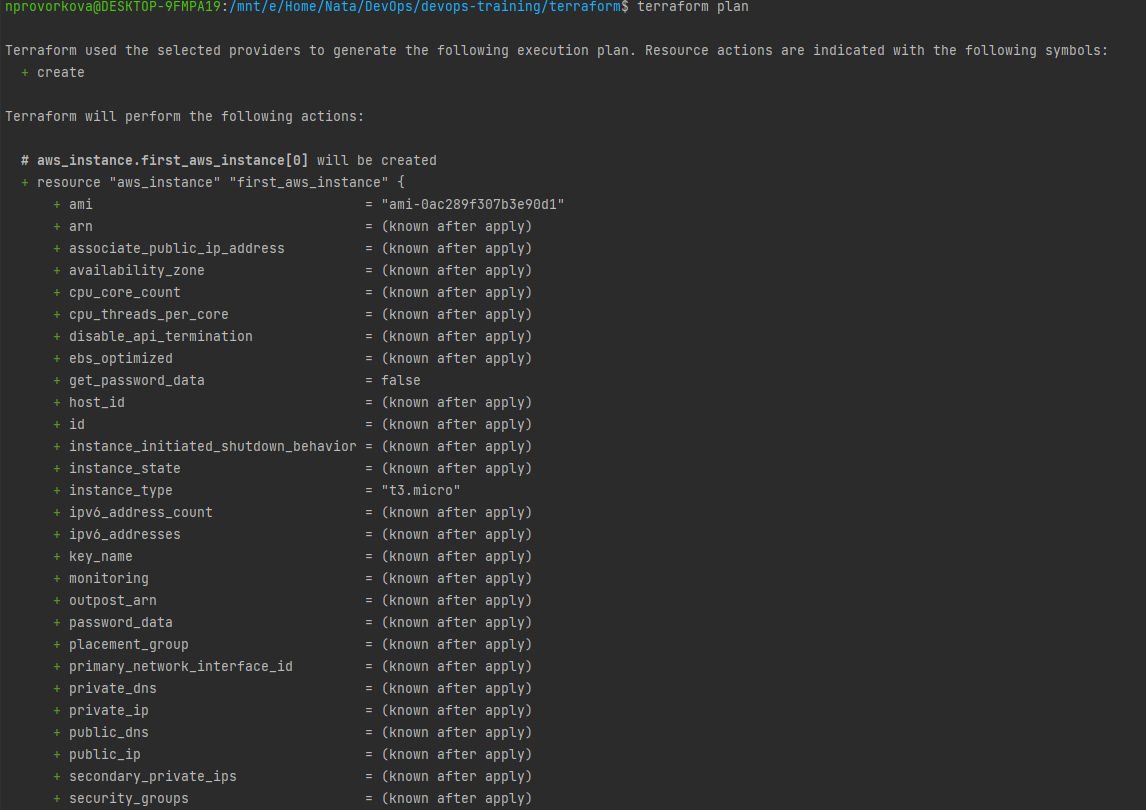 nprovorkova@DESKTOP-9FMPA19:/mnt/e/Home/Nata/DevOps/devops-training/terraform$ terraform plan
Terraform used the selected providers to generate the following execution plan. Resource actions are indicated with the following symbols:
+ create
Terraform will perform the following actions:
# aws_instance.first_aws_instance[0] will be created
+ resource "aws_instance" "first_aws_instance" {
+ ami = "ami-0ac289f307b3e90d1"
+ arn = (known after apply)
+ associate_public_ip_address = (known after apply)
+ availability_zone = (known after apply)
+ cpu_core_count = (known after apply)
+ cpu_threads_per_core = (known after apply)
+ disable_api_termination = (known after apply)
+ ebs_optimized = (known after apply)
+ get_password_data = false
+ host_id = (known after apply)
+ id = (known after apply)
+ instance_initiated_shutdown_behavior = (known after apply)
+ instance_state = (known after apply)
+ instance_type = "t3.micro"
+ ipv6_address_count = (known after apply)
+ ipv6_addresses = (known after apply)
+ key_name = (known after apply)
+ monitoring = (known after apply)
+ outpost_arn = (known after apply)
+ password_data = (known after apply)
+ placement_group = (known after apply)
+ primary_network_interface_id = (known after apply)
+ private_dns = (known after apply)
+ private_ip = (known after apply)
+ public_dns = (known after apply)
+ public_ip = (known after apply)
+ secondary_private_ips = (known after apply)
+ security_groups = (known after apply)